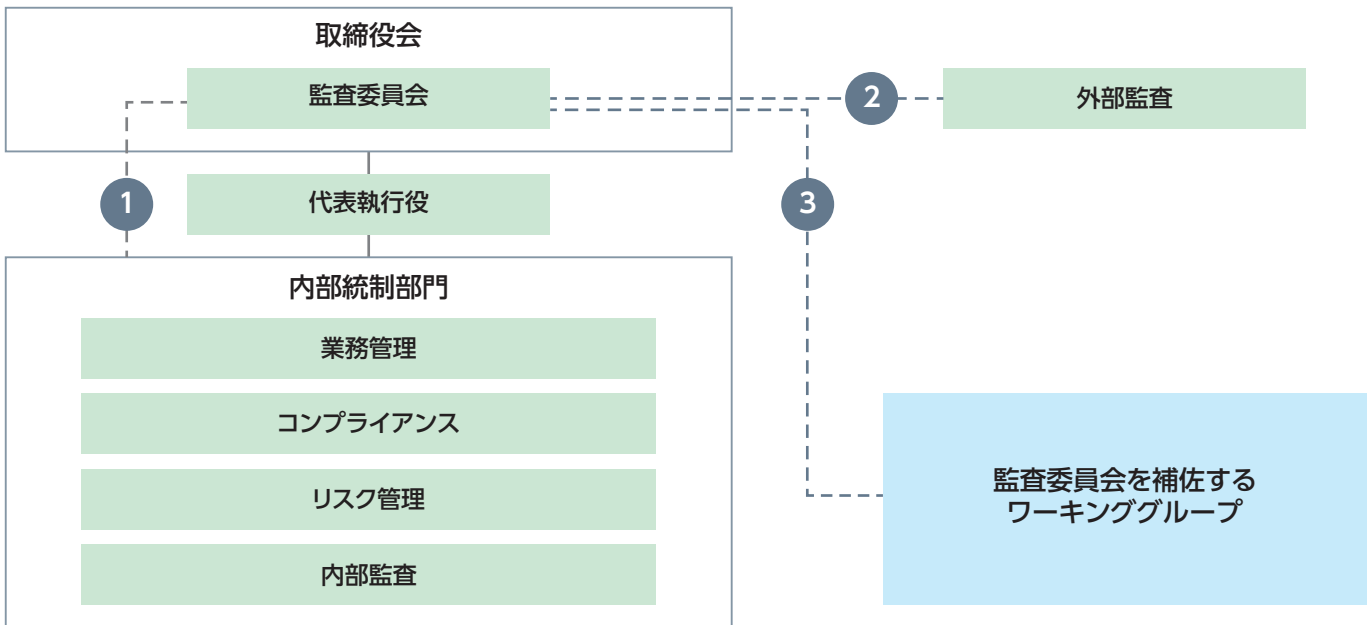 取締役会
監査委員会
2
外部監査
1
代表執行役
3
内部統制部門
業務管理
コンプライアンス
リスク管理
内部監査
監査委員会を補佐する
ワーキンググループ